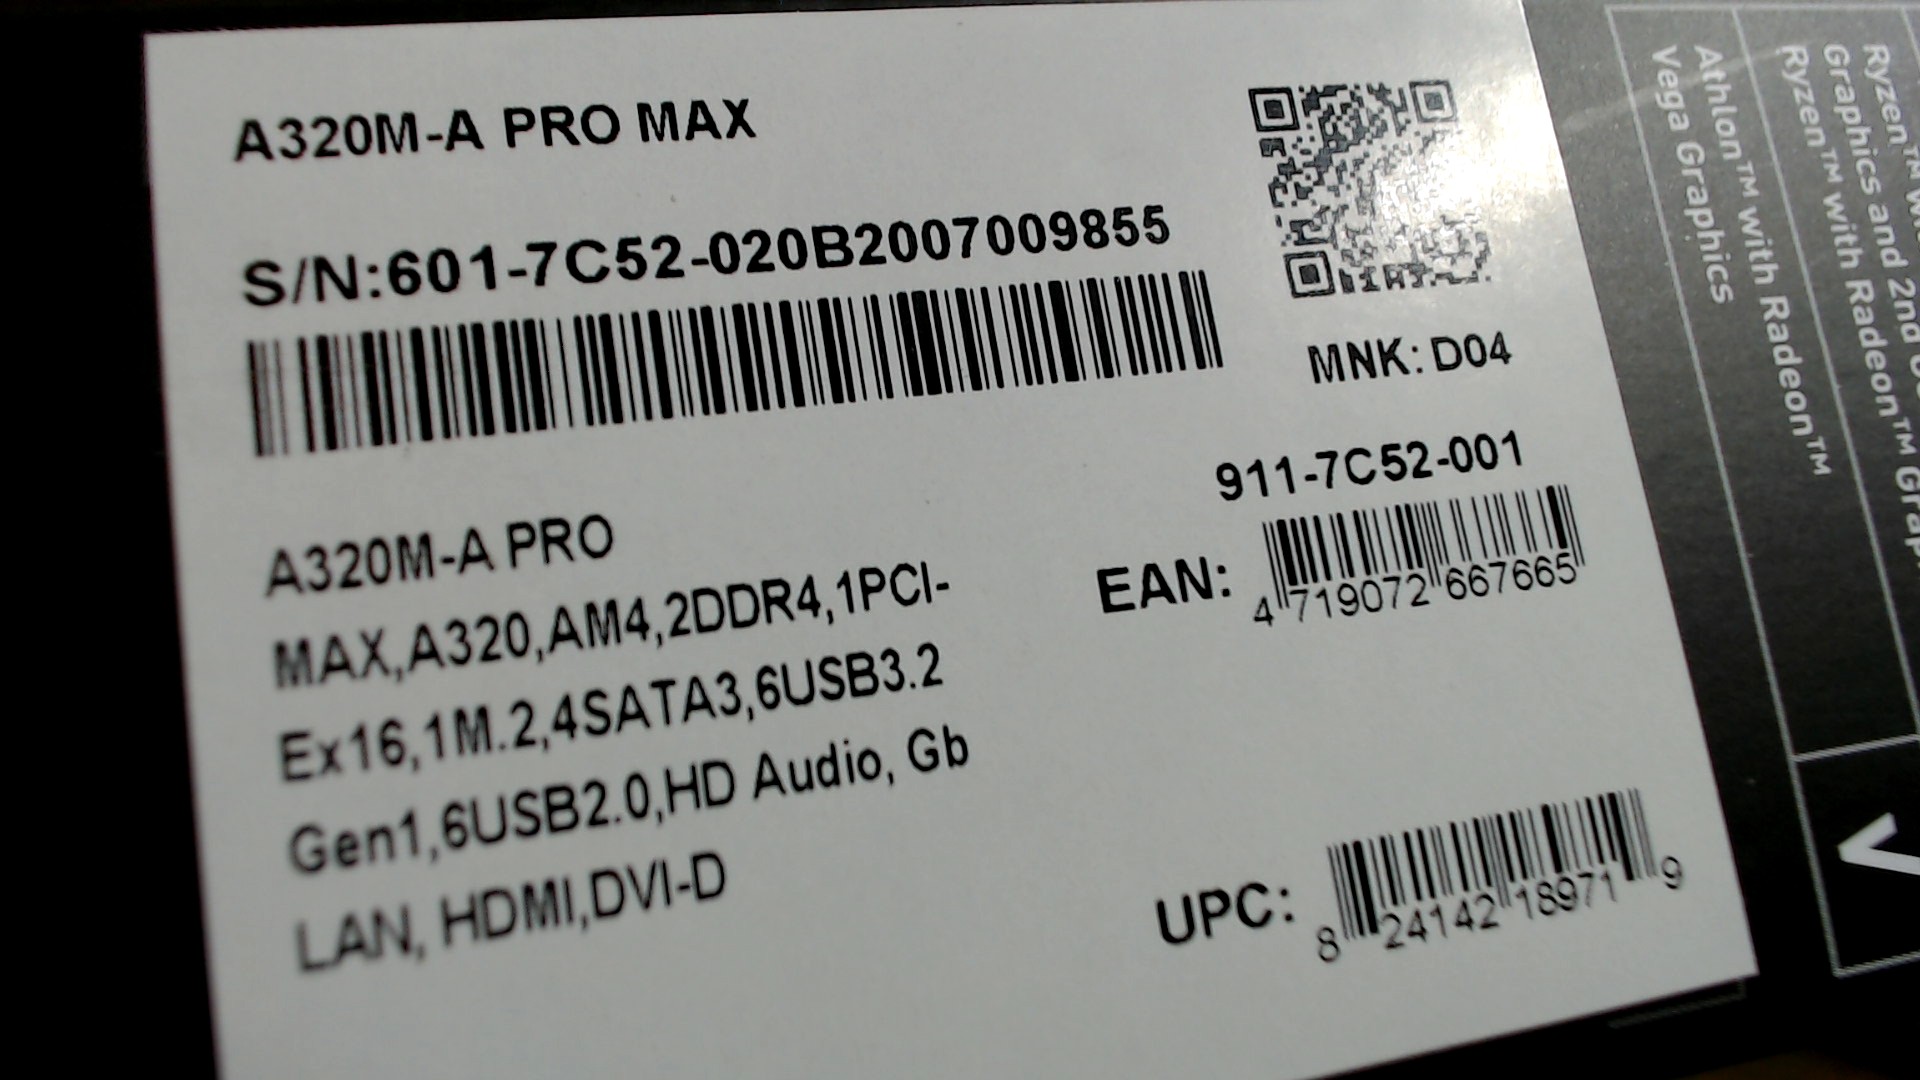 A320M-A PRO MAX
S/N:601-7C52-020B2007009855
MNK: D04
911-7C52-001
EAN:
4 719072 667665
A320M-A PRO
MAX,A320,AM4,2DDR4,1PCI-
Ex16,1M.2,4SATA3,6USB3.2
Gen1,6USB2.0,HD Audio, Gb
LAN, HDMI,DVI-D
UPC:
8 24142 18971 9
Ryzen™
Graphics and 2nd
Ryzen™ with Radeon™
Athlon™ with Radeon™
Vega Graphics